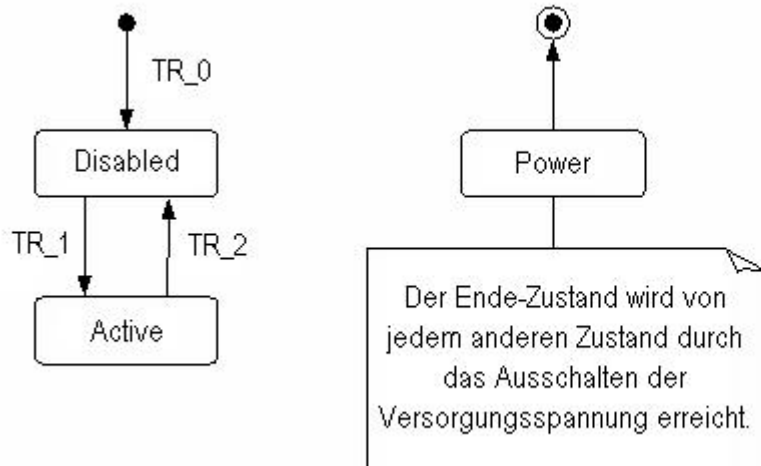 TR_0
Disabled
TR_1
TR_2
Active
Power
Der Ende-Zustand wird von
jedem anderen Zustand durch
das Ausschalten der
Versorgungsspannung erreicht.